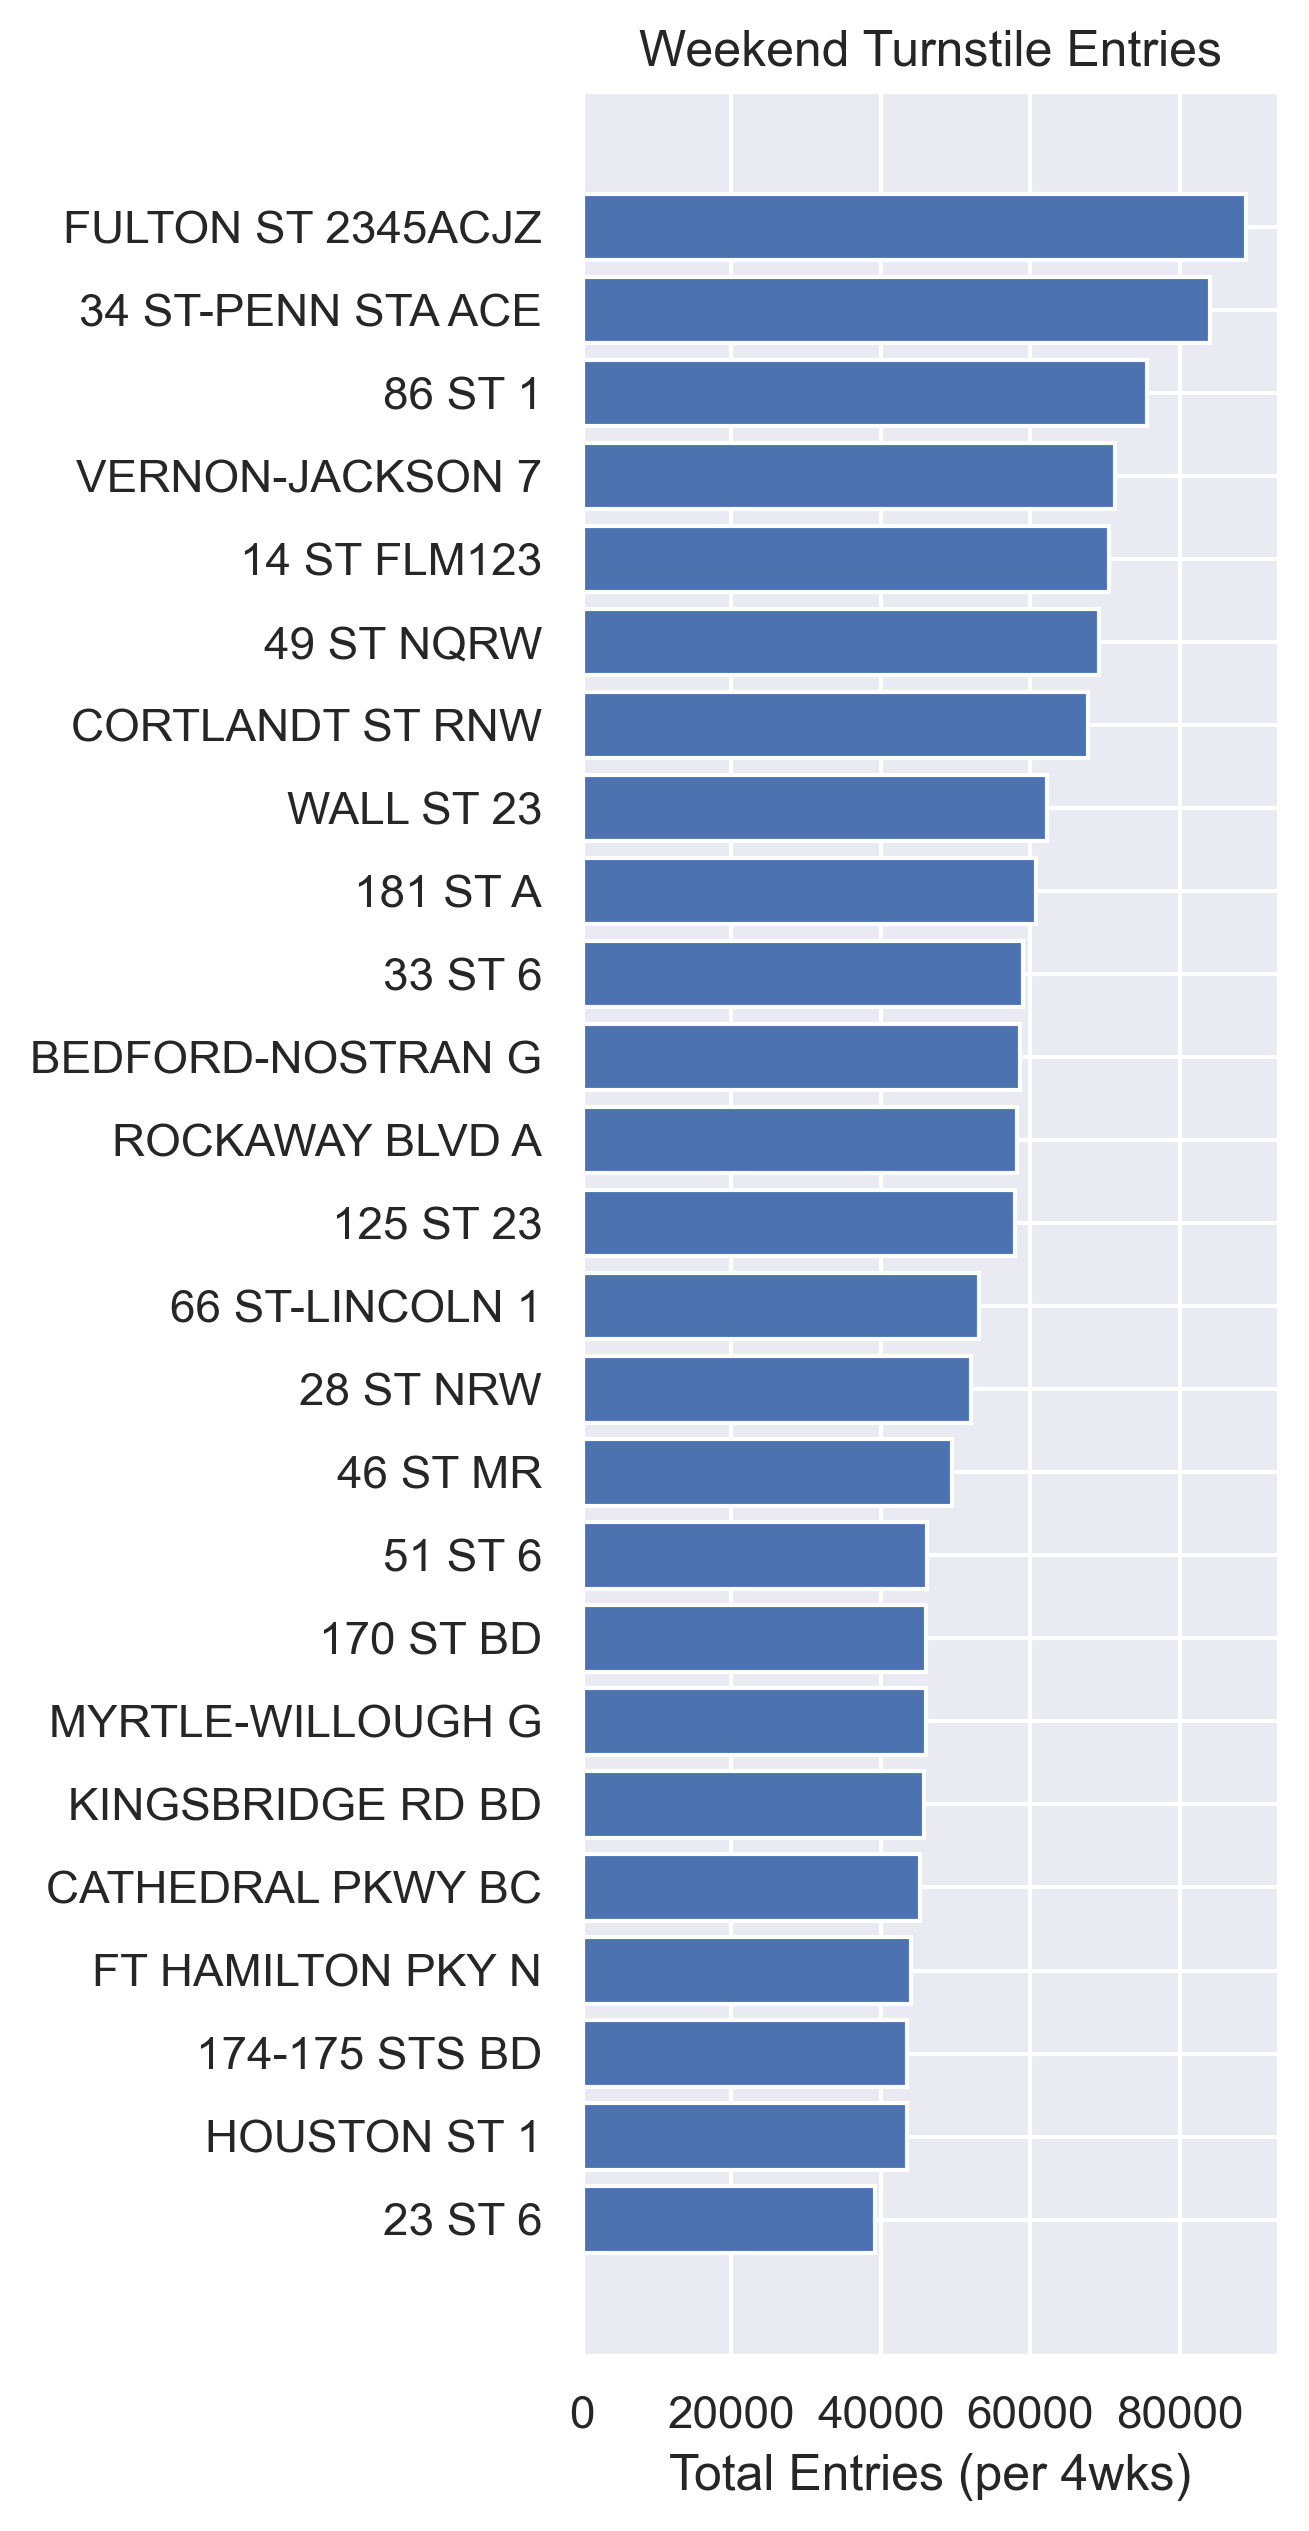 Weekend Turnstile Entries
FULTON ST 2345ACJZ
34 ST-PENN STA ACE
86 ST 1
VERNON-JACKSON 7
14 ST FLM123
49 ST NQRW
CORTLANDT ST RNW
WALL ST 23
181 ST A
33 ST 6
BEDFORD-NOSTRAN G
ROCKAWAY BLVD A
125 ST 23
66 ST-LINCOLN 1
28 ST NRW
46 ST MR
51 ST 6
170 ST BD
MYRTLE-WILLOUGH G
KINGSBRIDGE RD BD
CATHEDRAL PKWY BC
FT HAMILTON PKY N
174-175 STS BD
HOUSTON ST 1
23 ST 6
0 20000 40000 60000 80000
Total Entries (per 4wks)